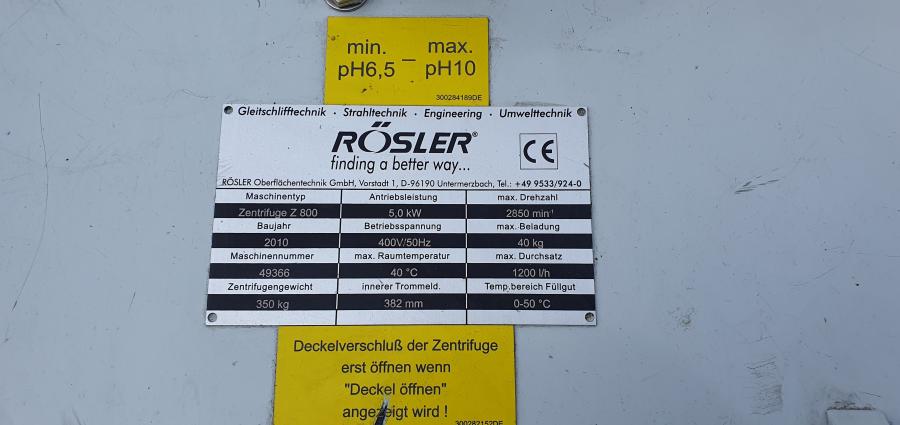 min. – max.
pH6,5 pH10
300284189DE
Gleitschlifftechnik · Strahltechnik · Engineering · Umwelttechnik
RÖSLER®
finding a better way...
CE
RÖSLER Oberflächentechnik GmbH, Vorstadt 1, D-96190 Untermerzbach, Tel.: +49 9533/924-0
Maschinentyp Antriebsleistung max. Drehzahl
Zentrifuge Z 800 5,0 kW 2850 min⁻¹
Baujahr Betriebsspannung max. Beladung
2010 400V/50Hz 40 kg
Maschinennummer max. Raumtemperatur max. Durchsatz
49366 40 °C 1200 l/h
Zentrifugengewicht innerer Trommeld. Temp.bereich Füllgut
350 kg 382 mm 0-50 °C
Deckelverschluß der Zentrifuge
erst öffnen wenn
"Deckel öffnen"
angezeigt wird !
300282152DE